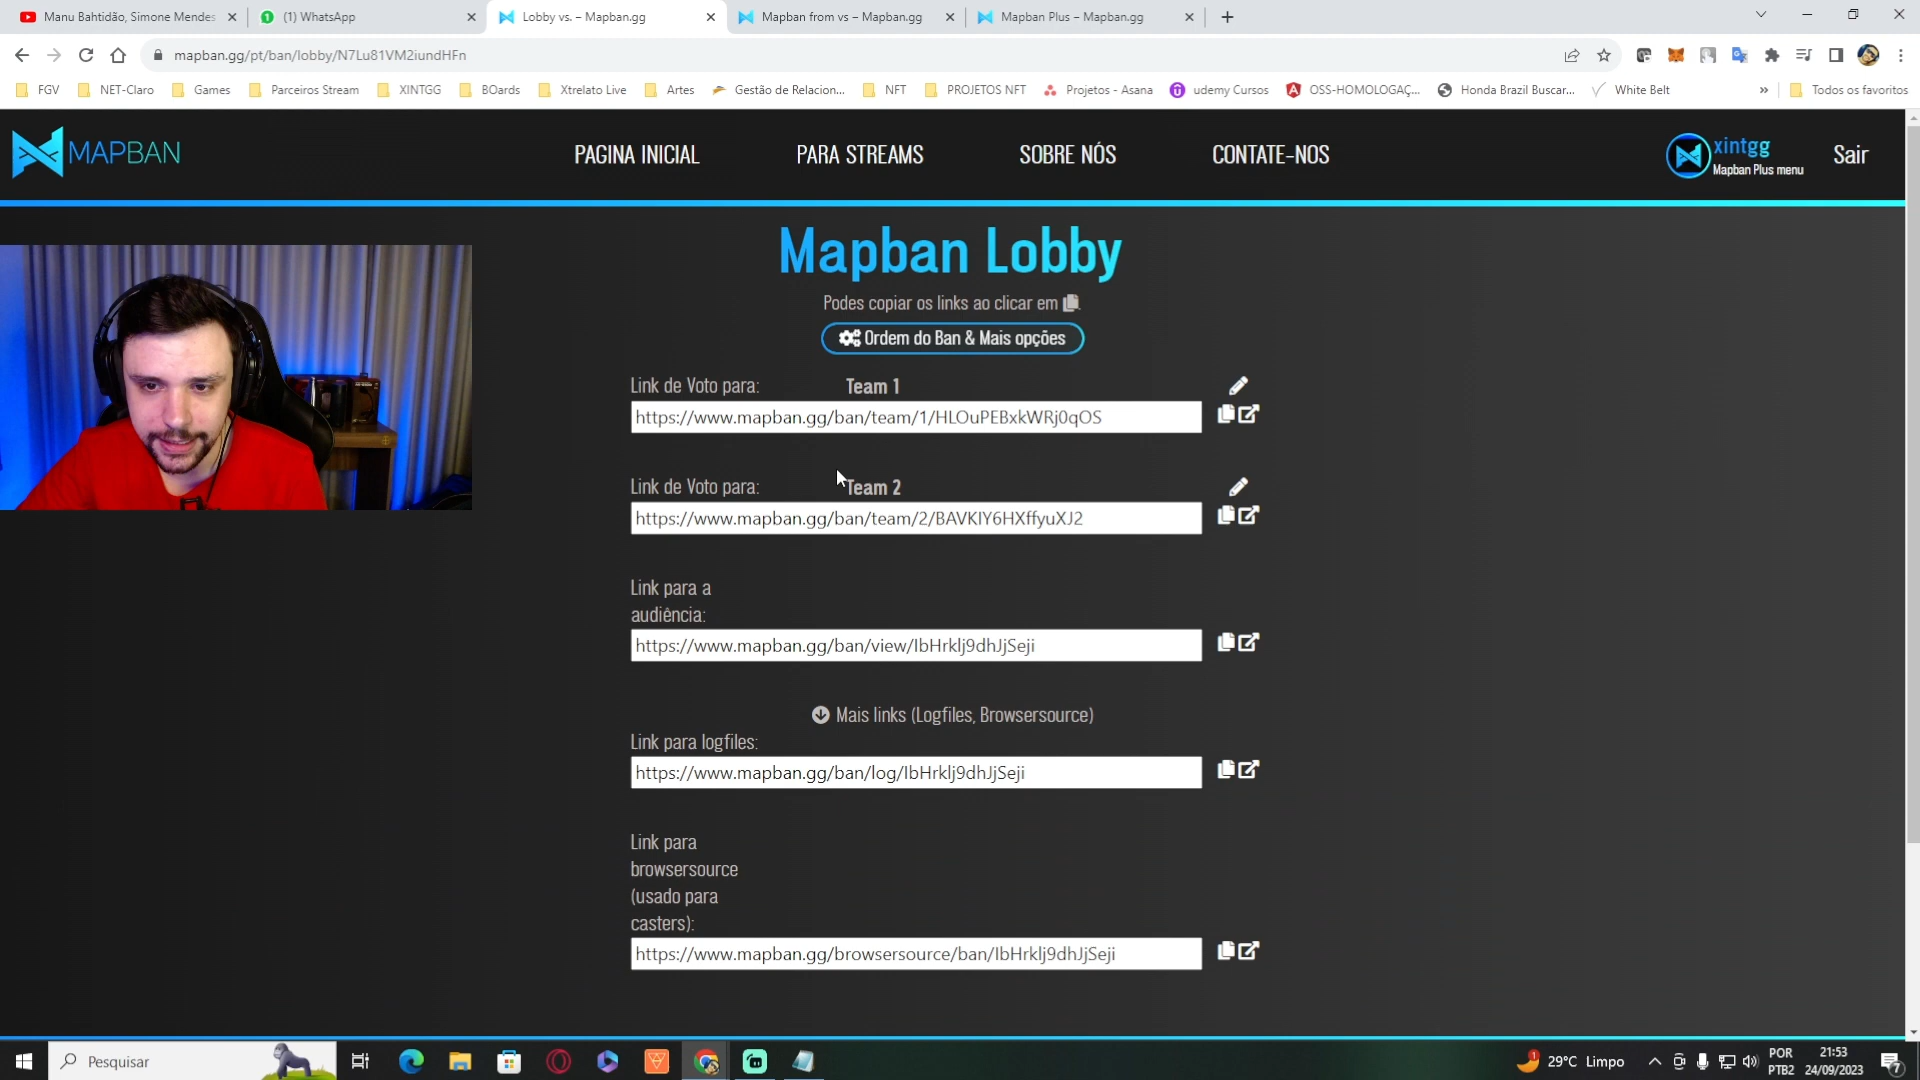 Manu Bahtidão, Simone Mendes
(1) WhatsApp
Lobby vs. – Mapban.gg
Mapban from vs – Mapban.gg
Mapban Plus – Mapban.gg
mapban.gg/pt/ban/lobby/N7Lu81VM2iundHFn
FGV
NET-Claro
Games
Parceiros Stream
XINTGG
BOards
Xtrelato Live
Artes
Gestão de Relacion...
NFT
PROJETOS NFT
Projetos - Asana
udemy Cursos
OSS-HOMOLOGAÇ...
Honda Brazil Buscar...
White Belt
»
Todos os favoritos
MAPBAN
PAGINA INICIAL
PARA STREAMS
SOBRE NÓS
CONTATE-NOS
xintgg
Mapban Plus menu
Sair
Mapban Lobby
Podes copiar os links ao clicar em
Ordem do Ban & Mais opções
Link de Voto para: Team 1
https://www.mapban.gg/ban/team/1/HLOuPEBxkWRj0qOS
Link de Voto para: Team 2
https://www.mapban.gg/ban/team/2/BAVKIY6HXffyuXJ2
Link para a
audiência:
https://www.mapban.gg/ban/view/IbHrklj9dhJjSeji
Mais links (Logfiles, Browsersource)
Link para logfiles:
https://www.mapban.gg/ban/log/IbHrklj9dhJjSeji
Link para
browsersource
(usado para
casters):
https://www.mapban.gg/browsersource/ban/IbHrklj9dhJjSeji
Pesquisar
1
29°C Limpo
POR
PTB2
21:53
24/09/2023
7